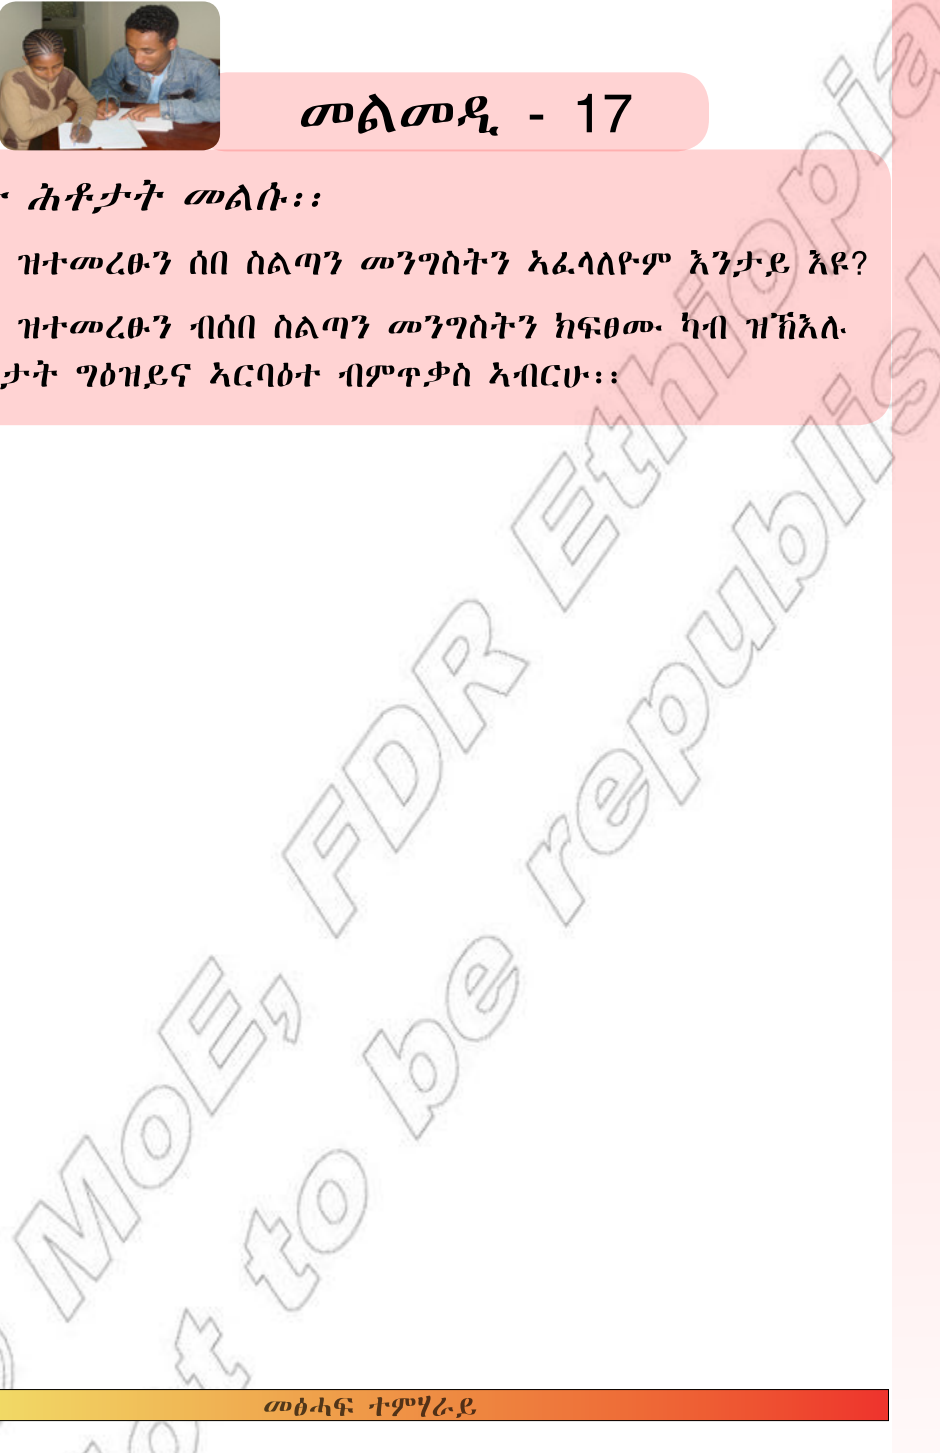 መልመዲ - 17
ሕቶታት መልሱ፡፡
ዝተመረፁን ሰበ ስልጣን መንግስትን ኣፈላለዮም እንታይ እዩ?
ዝተመረፁን ብሰበ ስልጣን መንግስትን ክፍፀሙ ካብ ዝኽእሉ
ታት ግዕዝይና ኣርባዕተ ብምጥቃስ ኣብርሁ፡፡
MoE, FDR Ethiopia
ot to be republish
መፅሓፍ ተምሃራይ